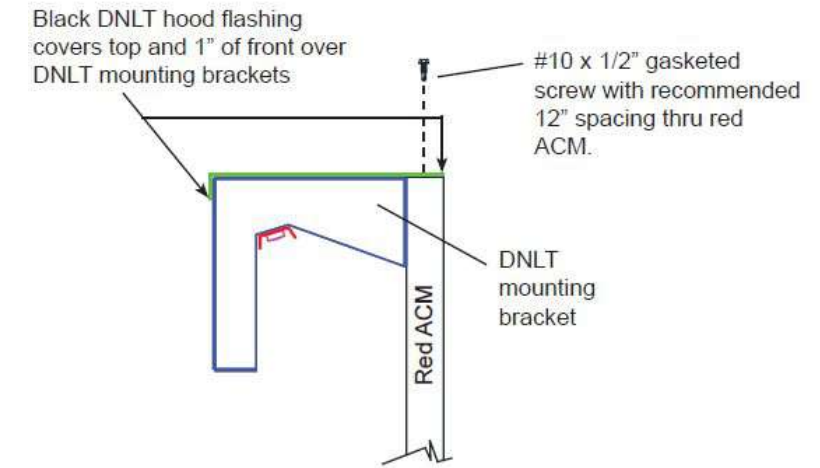 Black DNLT hood flashing
covers top and 1” of front over
DNLT mounting brackets
#10 x 1/2” gasketed
screw with recommended
12” spacing thru red
ACM.
DNLT
mounting
bracket
Red ACM